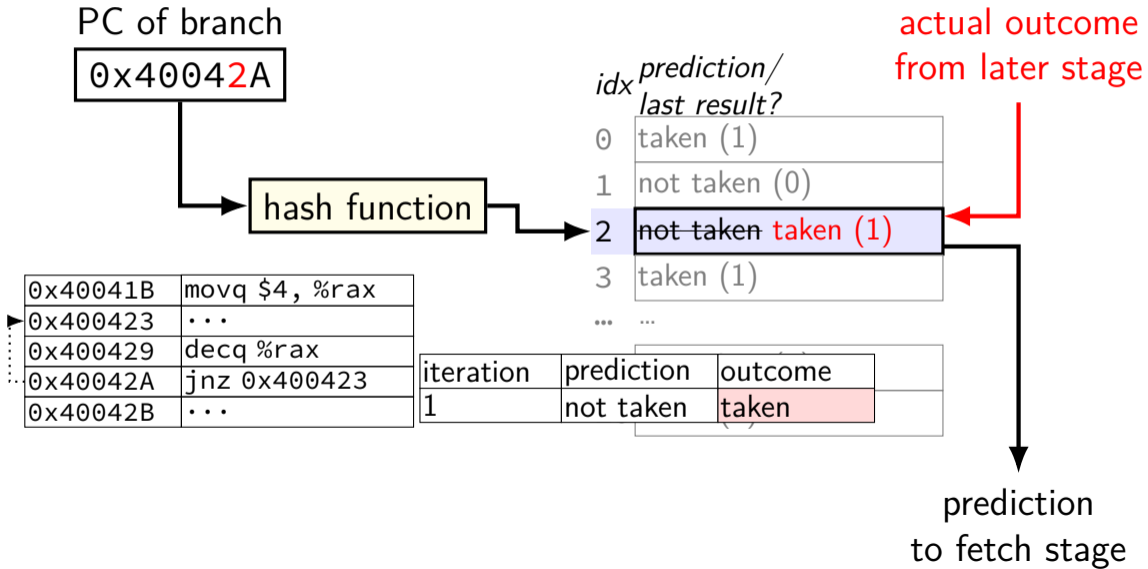 PC of branch
0x40042A
actual outcome
from later stage
idx prediction/
last result?
0 taken (1)
1 not taken (0)
hash function
2 not taken taken (1)
3 taken (1)
... ...
0x40041B movq $4, %rax
0x400423 ...
0x400429 decq %rax
0x40042A jnz 0x400423
0x40042B ...
iteration prediction outcome
1 not taken taken
prediction
to fetch stage